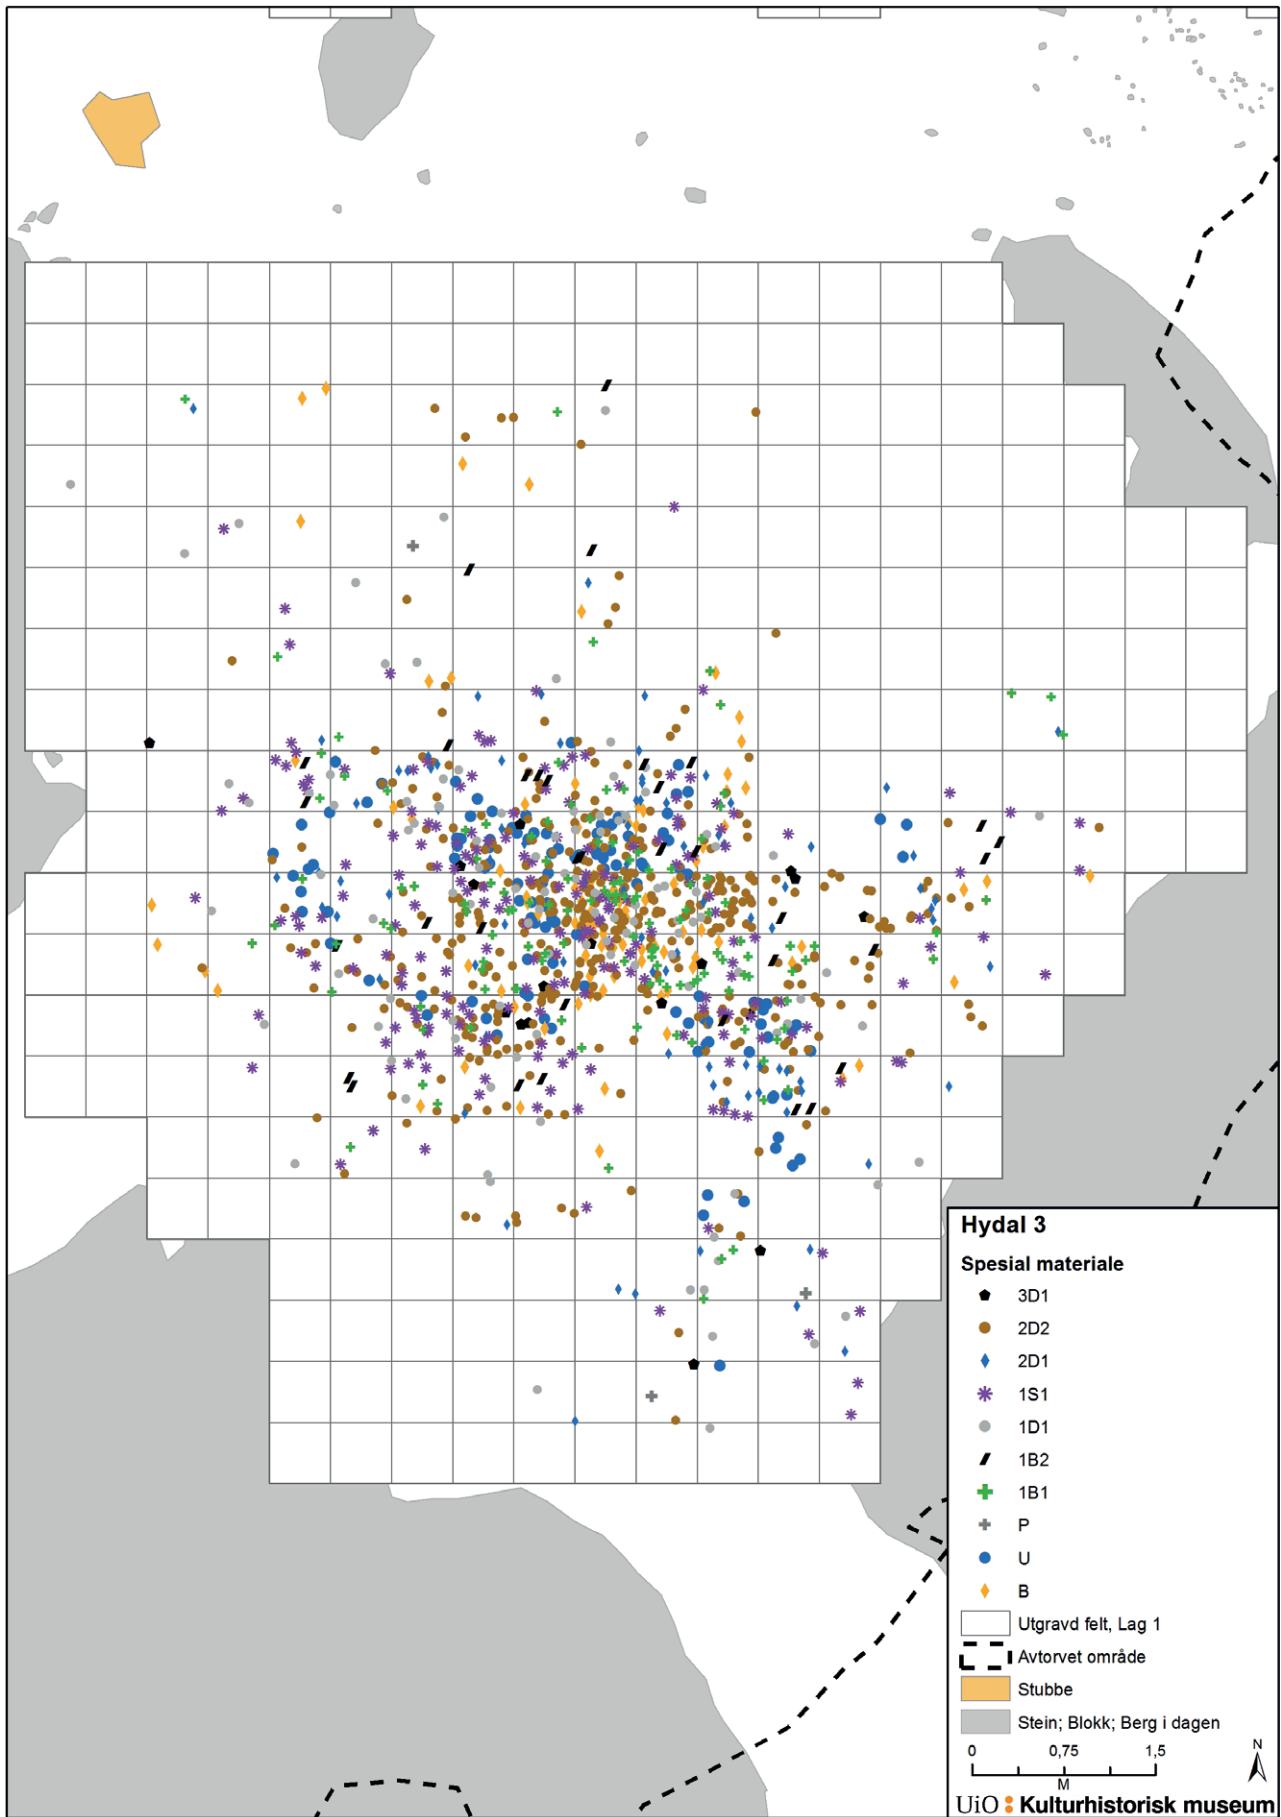 Hydal 3
Spesial materiale
3D1
2D2
2D1
1S1
1D1
1B2
1B1
P
U
B
Utgravd felt, Lag 1
Avtorvet område
Stubbe
Stein; Blokk; Berg i dagen
0 0,75 1,5
M
N
UiO Kulturhistorisk museum